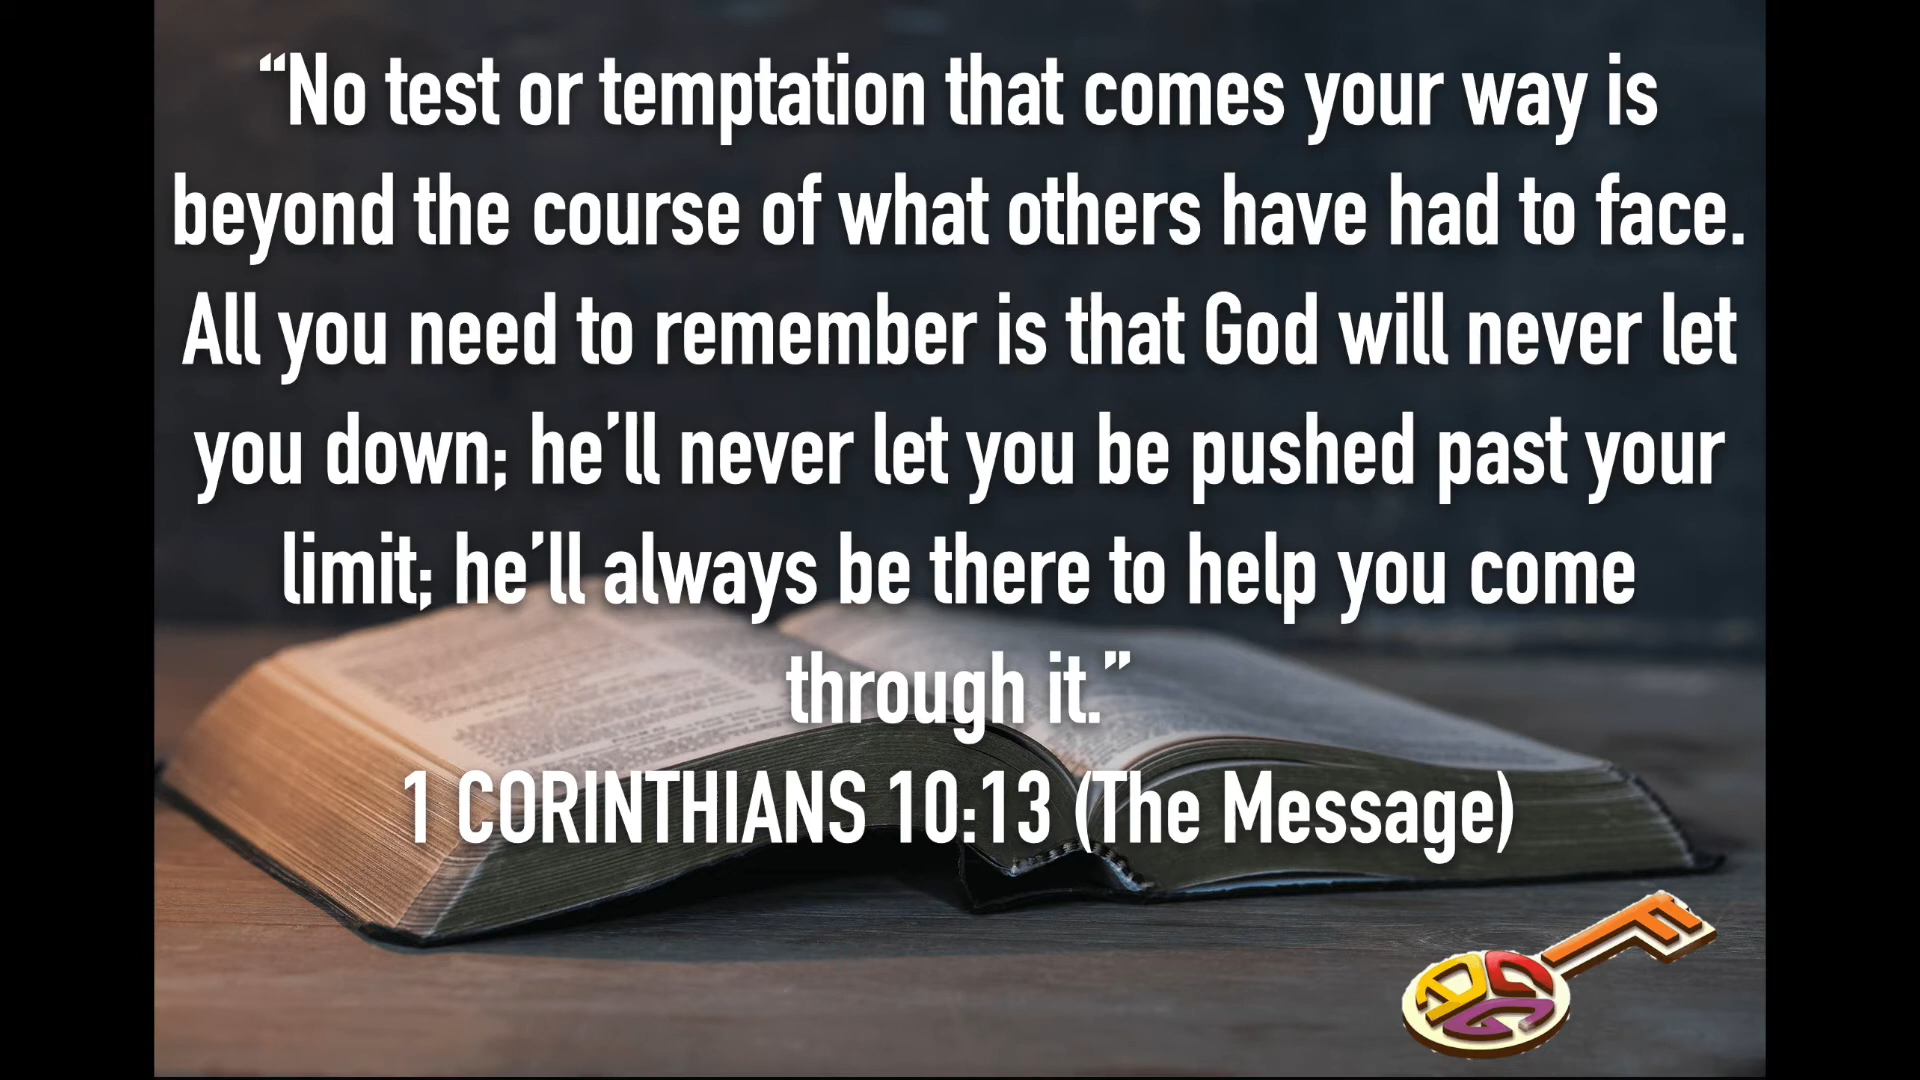 “No test or temptation that comes your way is
beyond the course of what others have had to face.
All you need to remember is that God will never let
you down; he’ll never let you be pushed past your
limit; he’ll always be there to help you come
through it.”
1 CORINTHIANS 10:13 (The Message)